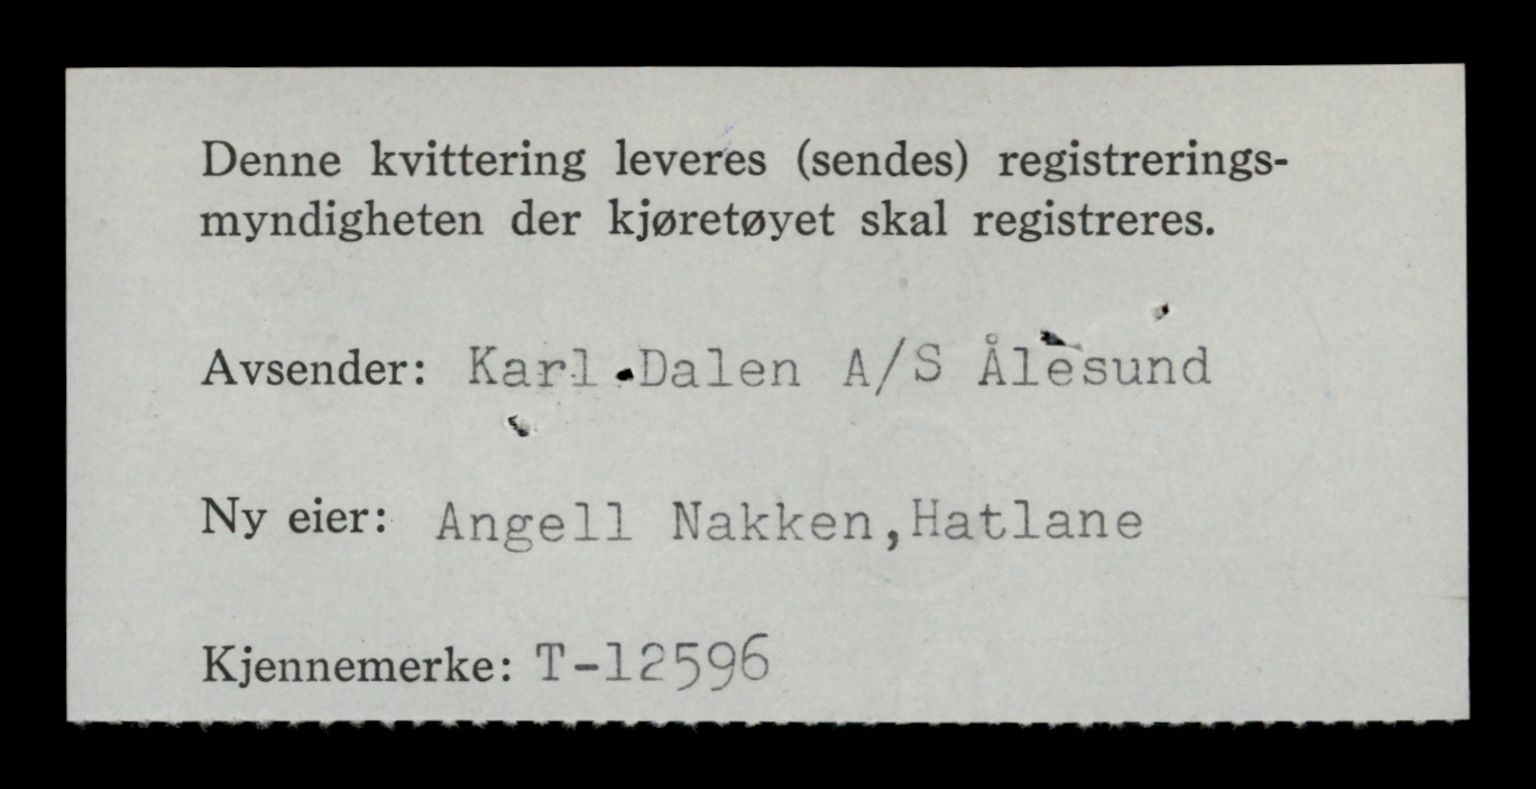 Denne kvittering leveres (sendes) registrerings-
myndigheten der kjøretøyet skal registreres.
Avsender: Karl Dalen A/S Ålesund
Ny eier: Angell Nakken,Hatlane
Kjennemerke: T-12596